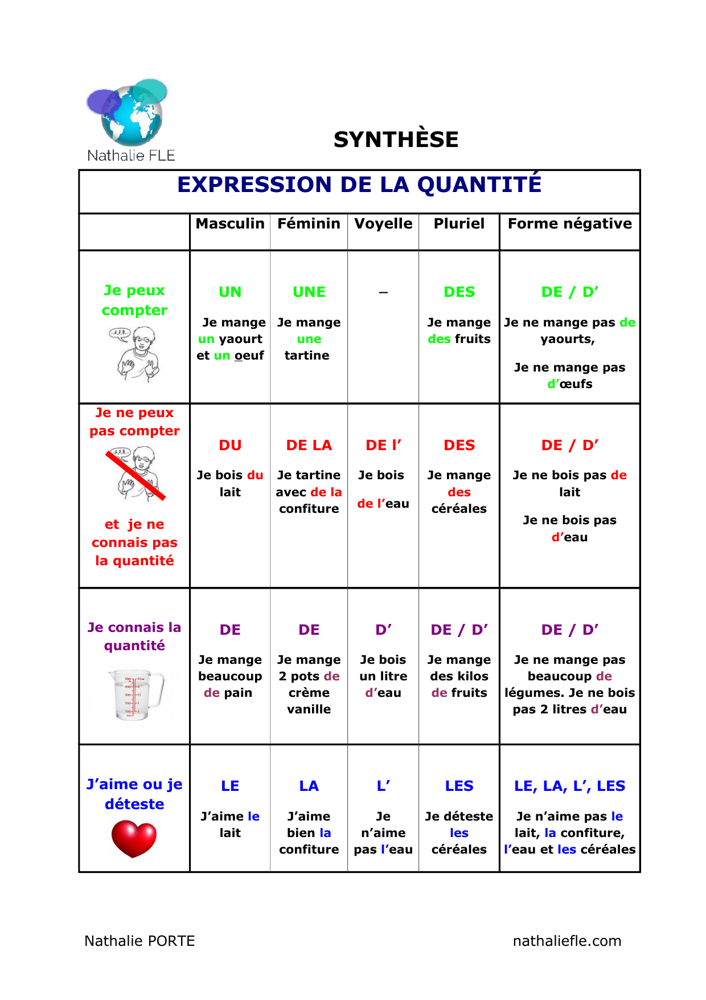 Nathalie FLE
SYNTHÈSE
EXPRESSION DE LA QUANTITÉ
Masculin Féminin Voyelle Pluriel Forme négative
Je peux
compter
UN
Je mange
un yaourt
et un oeuf
UNE
Je mange
une
tartine
–
DES
Je mange
des fruits
DE / D’
Je ne mange pas de
yaourts,
Je ne mange pas
d’œufs
Je ne peux
pas compter
et je ne
connais pas
la quantité
DU
Je bois du
lait
DE LA
Je tartine
avec de la
confiture
DE l’
Je bois
de l’eau
DES
Je mange
des
céréales
DE / D’
Je ne bois pas de
lait
Je ne bois pas
d’eau
Je connais la
quantité
DE
Je mange
beaucoup
de pain
DE
Je mange
2 pots de
crème
vanille
D’
Je bois
un litre
d’eau
DE / D’
Je mange
des kilos
de fruits
DE / D’
Je ne mange pas
beaucoup de
légumes. Je ne bois
pas 2 litres d’eau
J’aime ou je
déteste
LE
J’aime le
lait
LA
J’aime
bien la
confiture
L’
Je
n’aime
pas l’eau
LES
Je déteste
les
céréales
LE, LA, L’, LES
Je n’aime pas le
lait, la confiture,
l’eau et les céréales
Nathalie PORTE
nathaliefle.com